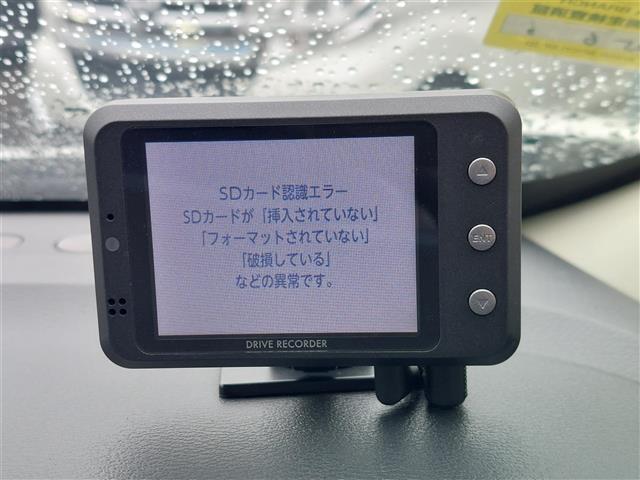 SDカード認識エラー
SDカードが「挿入されていない」
「フォーマットされていない」
「破損している」
などの異常です。
△
ENT
▽
DRIVE RECORDER